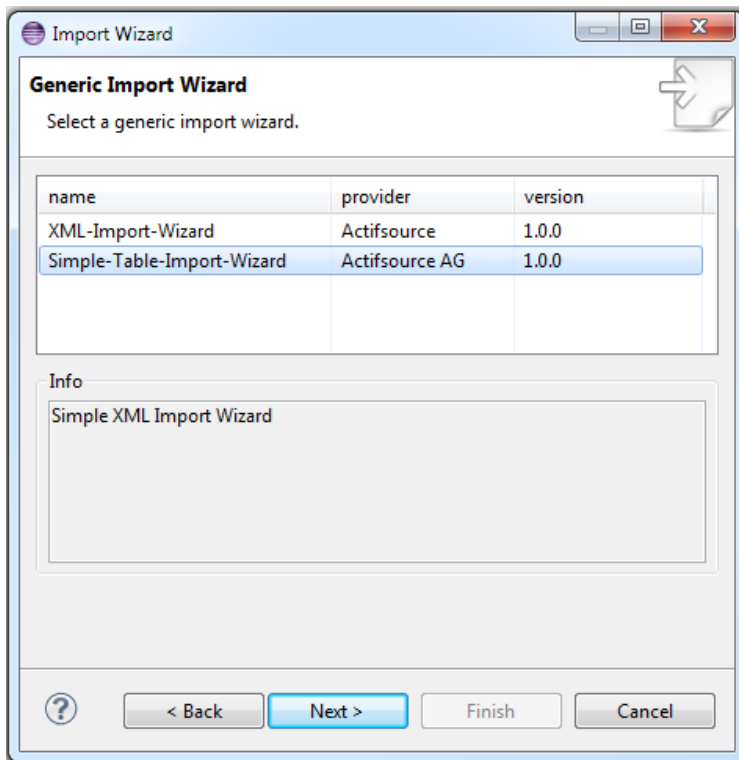 Import Wizard
Generic Import Wizard
Select a generic import wizard.
name provider version
XML-Import-Wizard Actifsource 1.0.0
Simple-Table-Import-Wizard Actifsource AG 1.0.0
Info
Simple XML Import Wizard
? < Back Next > Finish Cancel